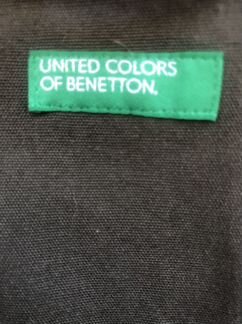 UNITED COLORS
OF BENETTON.